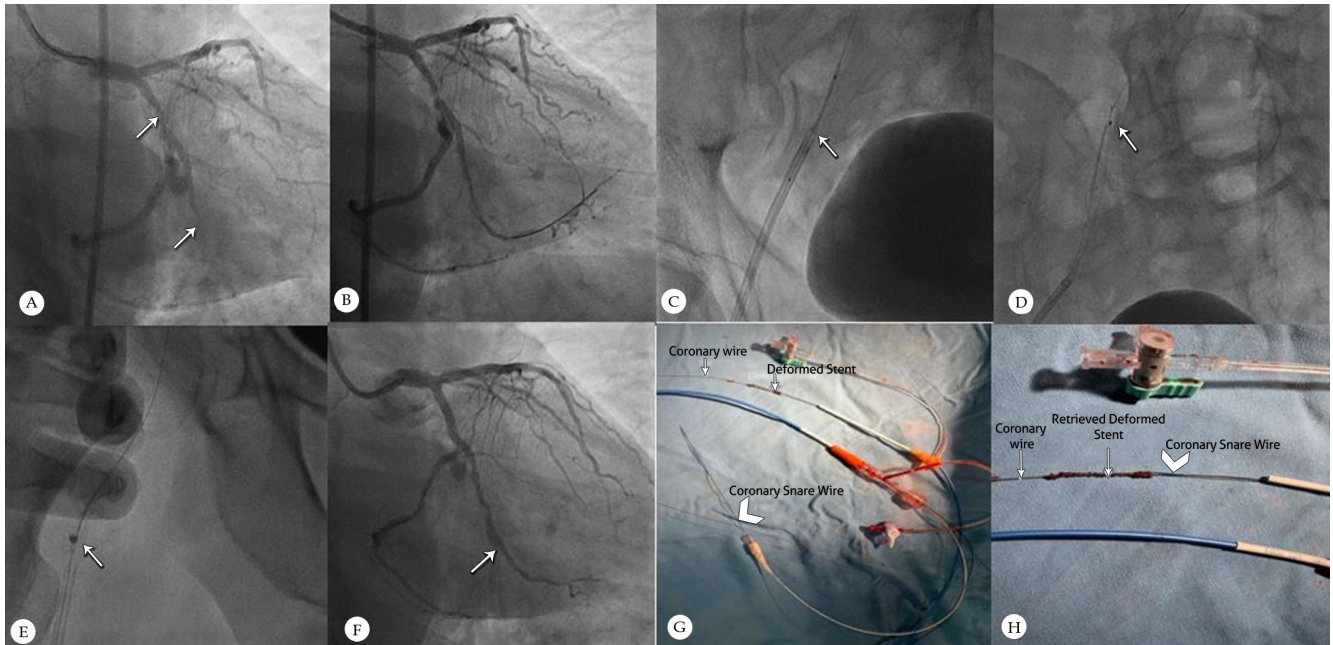 A
B
C
D
E
F
Coronary wire
Deformed Stent
Coronary Snare Wire
G
Retrieved Deformed
Stent
Coronary
wire
Coronary Snare Wire
H